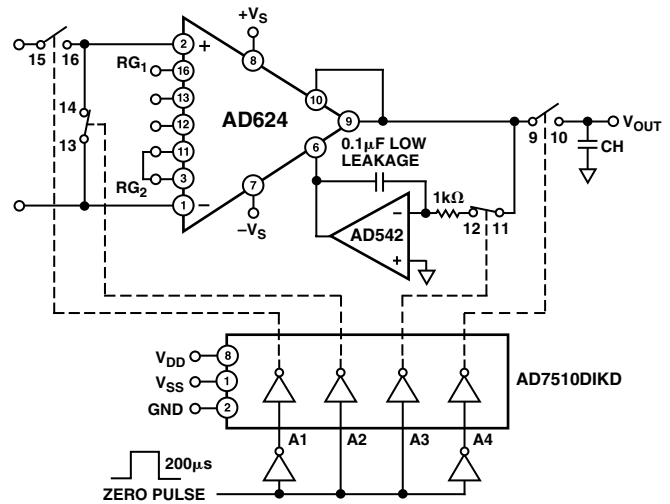 +VS
15 16
2
+
8
RG1
16
13
10
14
12
AD624
9
VOUT
9 10
CH
13
11
6
0.1µF LOW
LEAKAGE
RG2
3
7
1kΩ
1
–
–VS
AD542
–
+
12 11
VDD
8
VSS
1
GND
2
AD7510DIKD
A1
A2
A3
A4
200µs
ZERO PULSE